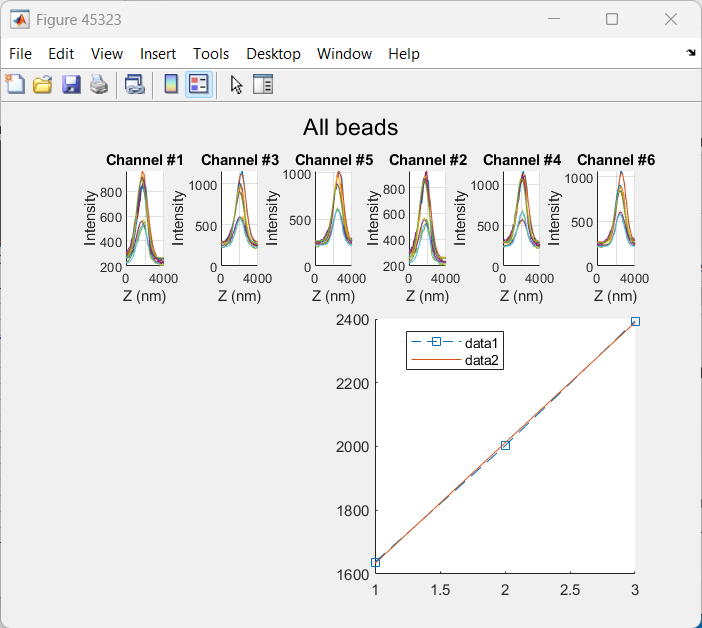 Figure 45323
File Edit View Insert Tools Desktop Window Help
All beads
Channel #1 Channel #3 Channel #5 Channel #2 Channel #4 Channel #6
Intensity
800
600
400
200
0 4000
Z (nm)
Intensity
1000
500
0
0 4000
Z (nm)
Intensity
1000
500
0
0 4000
Z (nm)
Intensity
800
600
400
200
0 4000
Z (nm)
Intensity
1000
500
0
0 4000
Z (nm)
Intensity
1000
500
0
0 4000
Z (nm)
2400
2200
2000
1800
1600
1 1.5 2 2.5 3
data1
data2